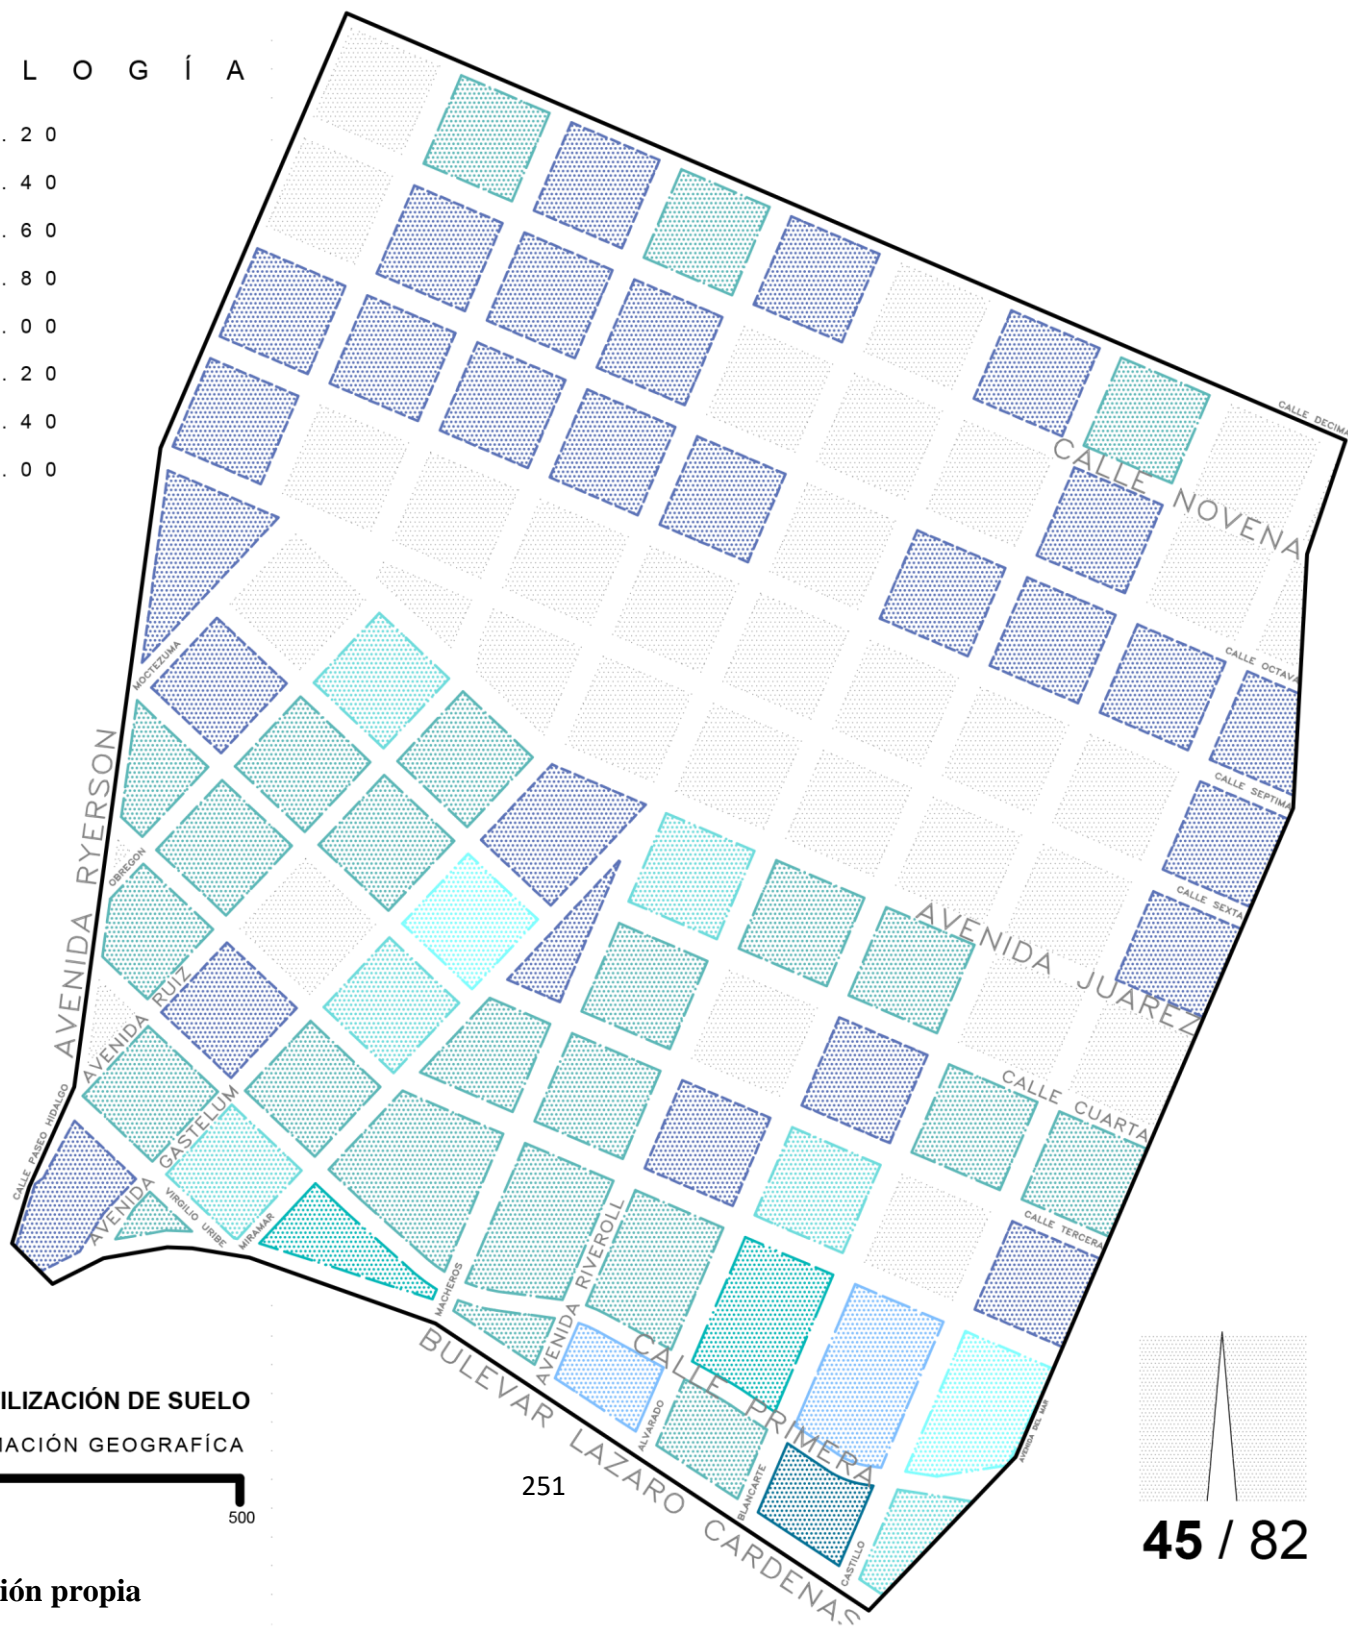 L O G Í A
. 2 0
. 4 0
. 6 0
. 8 0
. 0 0
. 2 0
. 4 0
. 0 0
CALLE DECIMA
CALLE NOVENA
CALLE OCTAVA
MOCTEZUMA
CALLE SEPTIMA
AVENIDA RYERSON
OBREGON
CALLE SEXTA
AVENIDA JUAREZ
AVENIDA RUIZ
CALLE CUARTA
CALLE PASEO HIDALGO
AVENIDA GASTELUM
VIRGILIO URIBE
MIRAMAR
CALLE TERCERA
MACHEROS
AVENIDA RIVEROLL
BULEVAR LAZARO CARDENAS
CALLE PRIMERA
ALVARADO
BLANCARTE
CASTILLO
AVENIDA DEL MAR
ILIZACIÓN DE SUELO
MACIÓN GEOGRAFÍCA
500
251
45 / 82
ción propia